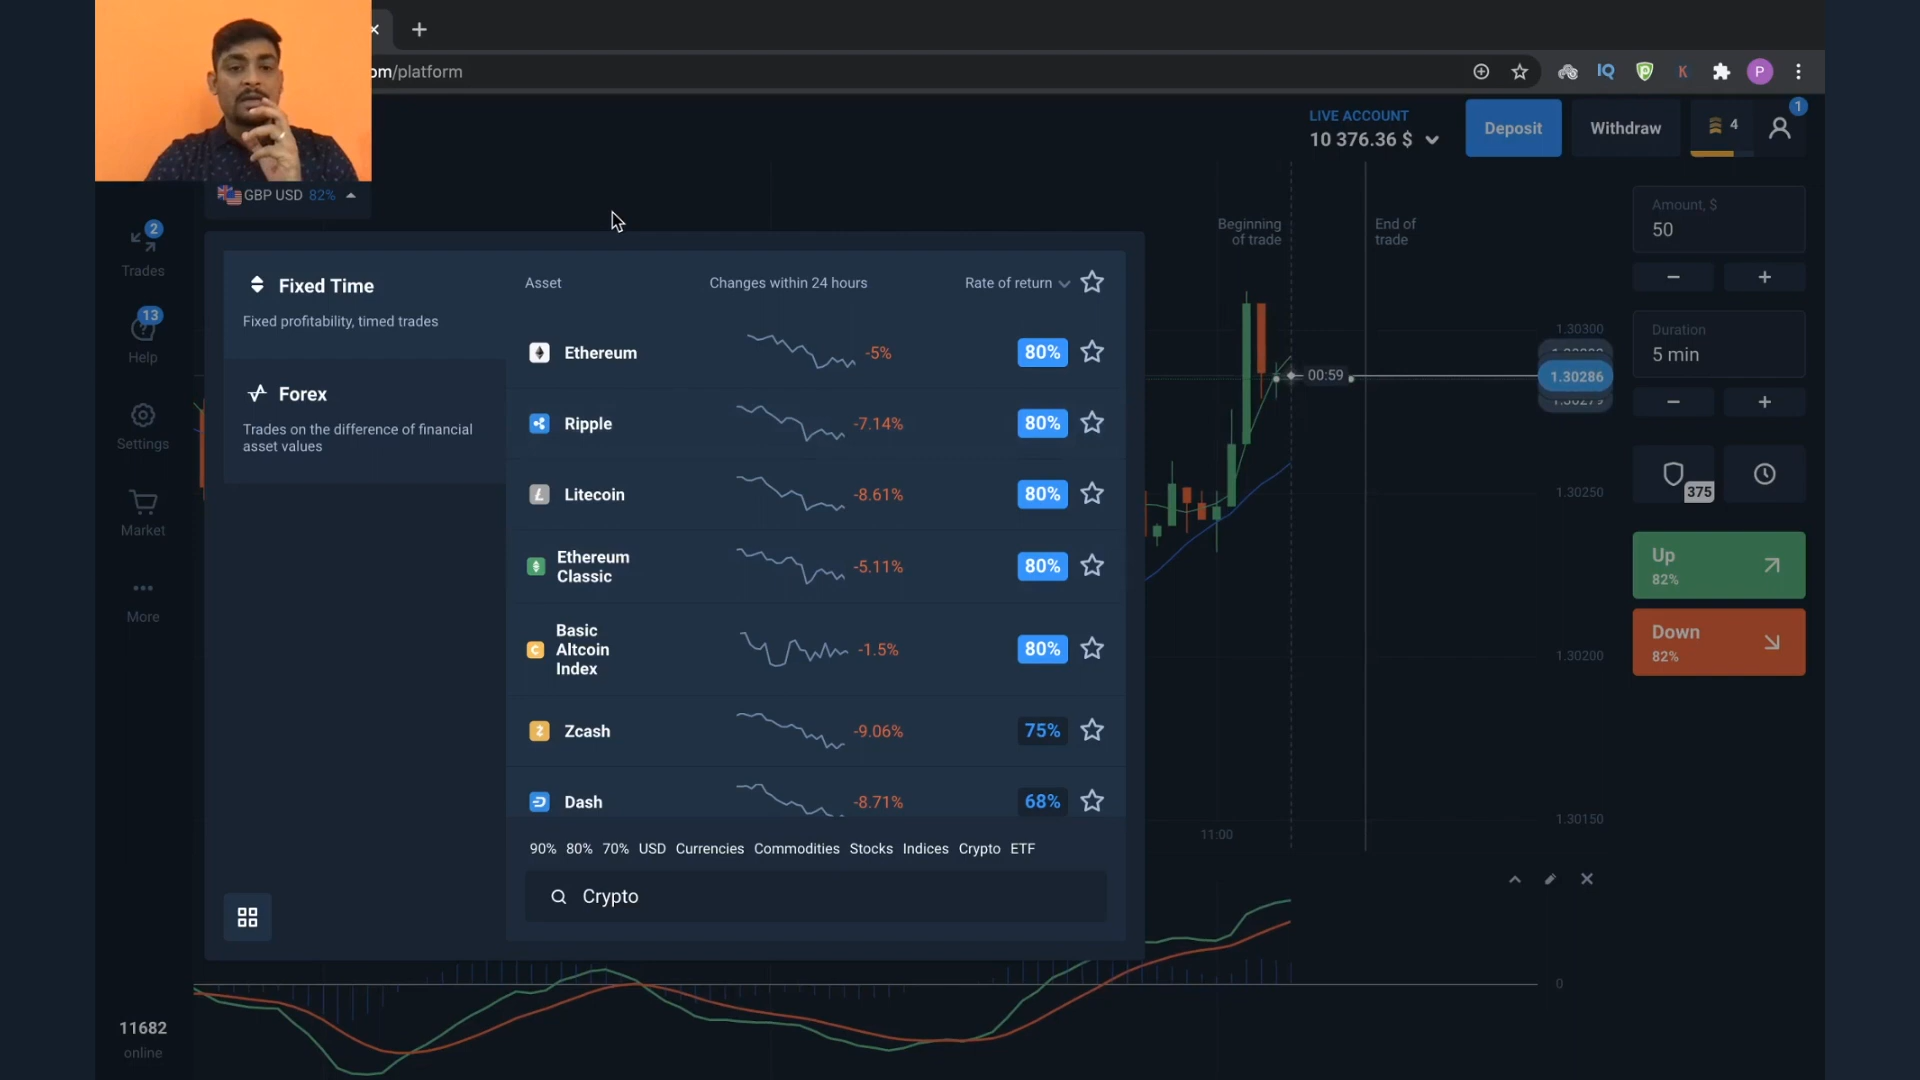 om/platform
IQ
K
P
LIVE ACCOUNT
10 376.36 $
Deposit
Withdraw
4
1
GBP USD 82%
2
Trades
13
Help
Settings
Market
More
11682
online
Fixed Time
Fixed profitability, timed trades
Forex
Trades on the difference of financial
asset values
Asset Changes within 24 hours Rate of return
Ethereum -5% 80%
Ripple -7.14% 80%
Litecoin -8.61% 80%
Ethereum
Classic
-5.11% 80%
Basic
Altcoin
Index
-1.5% 80%
Zcash -9.06% 75%
Dash -8.71% 68%
90% 80% 70% USD Currencies Commodities Stocks Indices Crypto ETF
Crypto
Beginning
of trade
End of
trade
00:59
1.30300
1.30286
1.30250
1.30200
1.30150
11:00
0
Amount, $
50
− +
Duration
5 min
− +
375
Up
82%
Down
82%